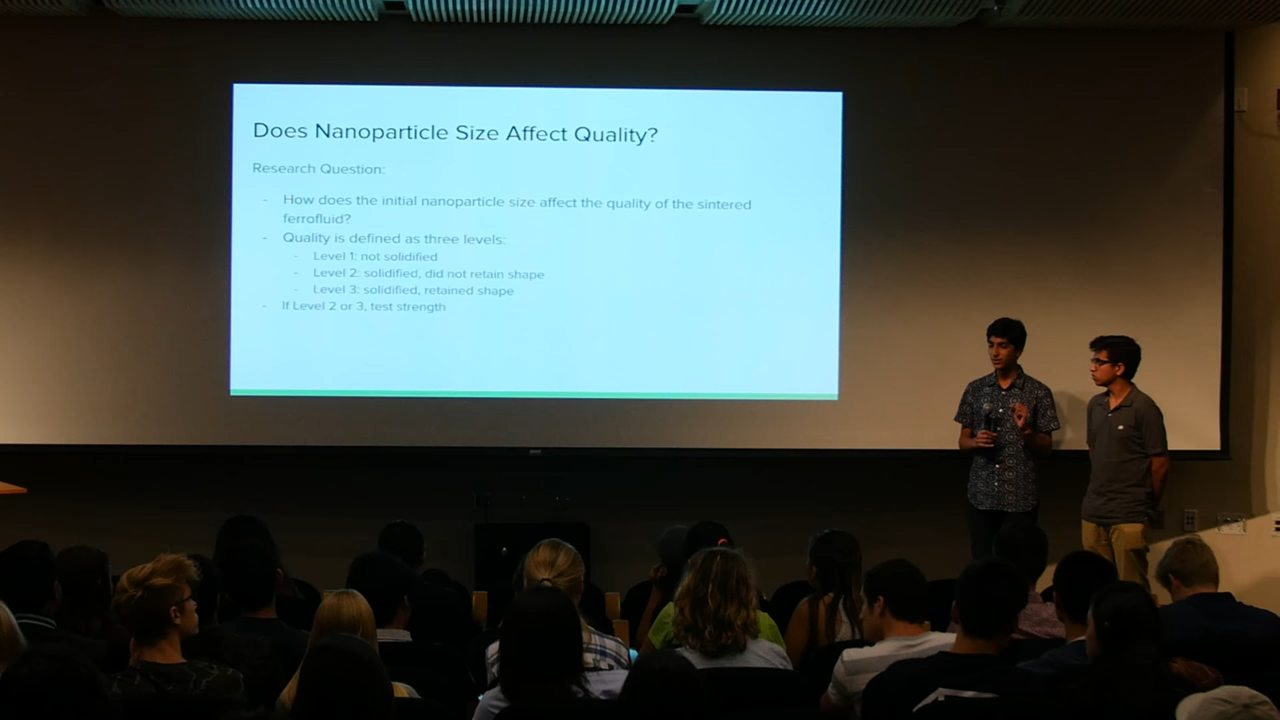 Does Nanoparticle Size Affect Quality?
Research Question:
- How does the initial nanoparticle size affect the quality of the sintered
ferrofluid?
- Quality is defined as three levels:
- Level 1: not solidified
- Level 2: solidified, did not retain shape
- Level 3: solidified, retained shape
- If Level 2 or 3, test strength